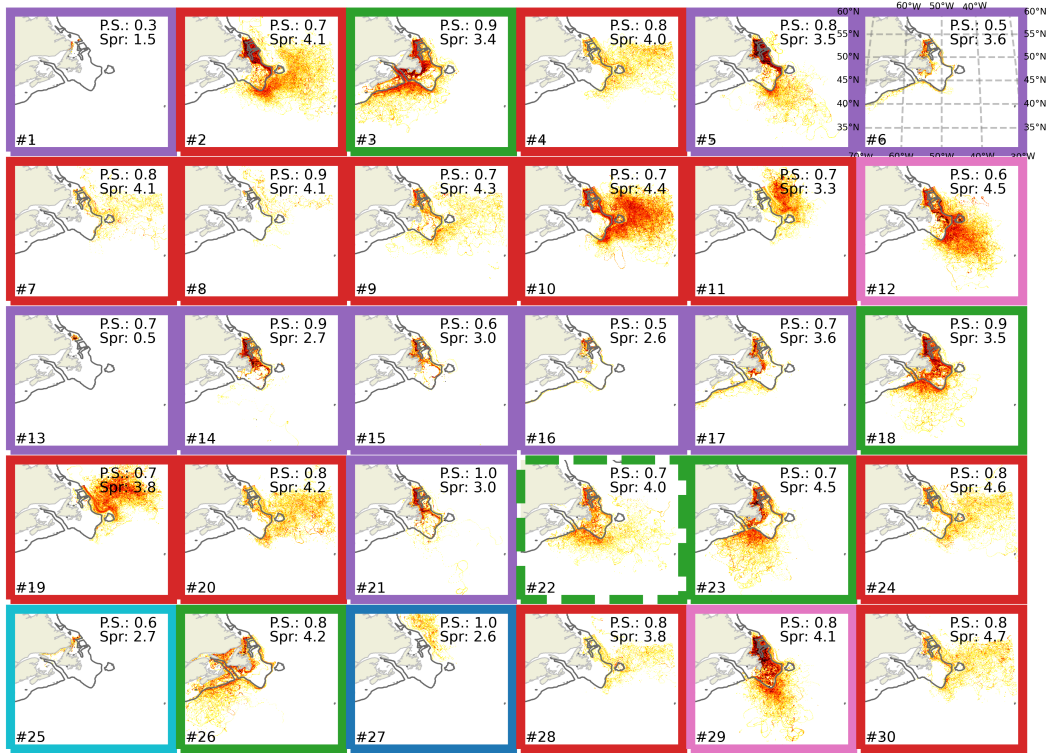 60°W 50°W 40°W
60°N 60°N
P.S.: 0.3
Spr: 1.5
#1
P.S.: 0.7
Spr: 4.1
#2
P.S.: 0.9
Spr: 3.4
#3
P.S.: 0.8
Spr: 4.0
#4
P.S.: 0.8
Spr: 3.5
#5
P.S.: 0.5
Spr: 3.6
#6
55°N 55°N
50°N 50°N
45°N 45°N
40°N 40°N
35°N 35°N
70°W 60°W 50°W 40°W 30°W
P.S.: 0.8
Spr: 4.1
#7
P.S.: 0.9
Spr: 4.1
#8
P.S.: 0.7
Spr: 4.3
#9
P.S.: 0.7
Spr: 4.4
#10
P.S.: 0.7
Spr: 3.3
#11
P.S.: 0.6
Spr: 4.5
#12
P.S.: 0.7
Spr: 0.5
#13
P.S.: 0.9
Spr: 2.7
#14
P.S.: 0.6
Spr: 3.0
#15
P.S.: 0.5
Spr: 2.6
#16
P.S.: 0.7
Spr: 3.6
#17
P.S.: 0.9
Spr: 3.5
#18
P.S.: 0.7
Spr: 3.8
#19
P.S.: 0.8
Spr: 4.2
#20
P.S.: 1.0
Spr: 3.0
#21
P.S.: 0.7
Spr: 4.0
#22
P.S.: 0.7
Spr: 4.5
#23
P.S.: 0.8
Spr: 4.6
#24
P.S.: 0.6
Spr: 2.7
#25
P.S.: 0.8
Spr: 4.2
#26
P.S.: 1.0
Spr: 2.6
#27
P.S.: 0.8
Spr: 3.8
#28
P.S.: 0.8
Spr: 4.1
#29
P.S.: 0.8
Spr: 4.7
#30